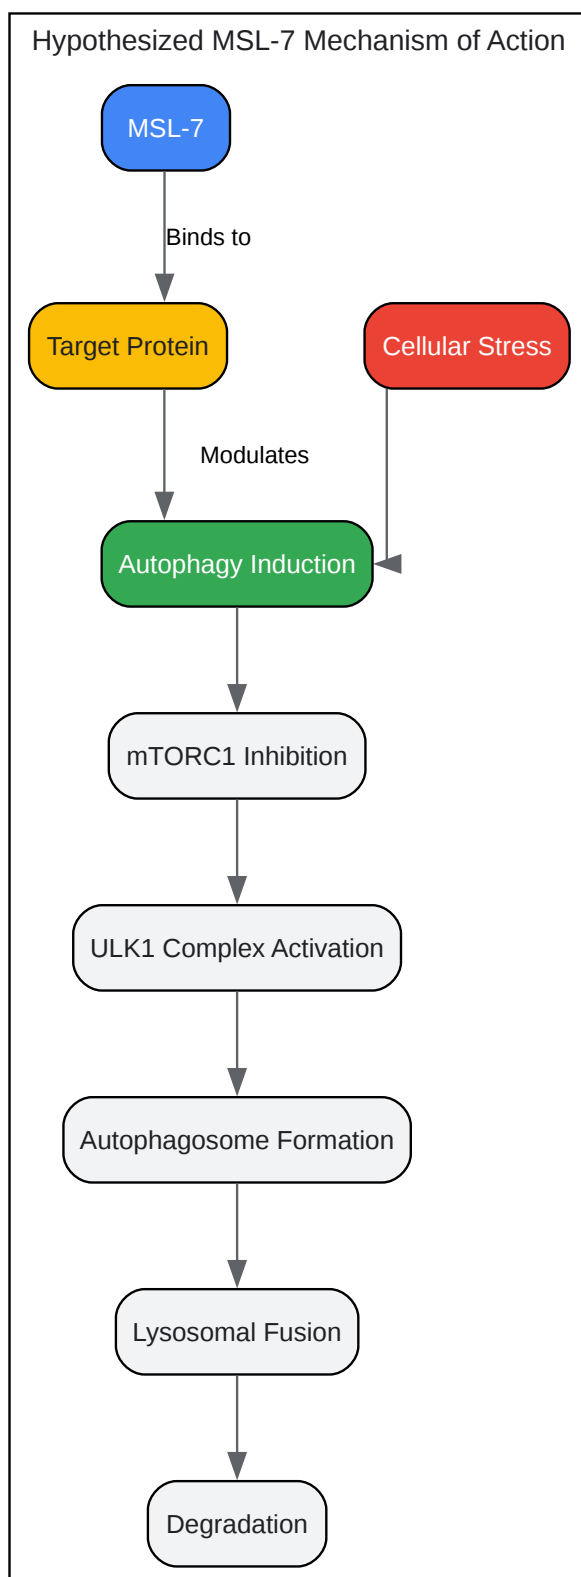 Hypothesized MSL-7 Mechanism of Action
MSL-7
Binds to
Target Protein
Cellular Stress
Modulates
Autophagy Induction
mTORC1 Inhibition
ULK1 Complex Activation
Autophagosome Formation
Lysosomal Fusion
Degradation